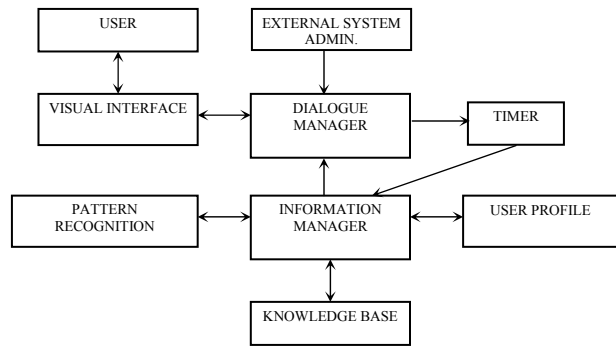 USER
EXTERNAL SYSTEM
ADMIN.
VISUAL INTERFACE
DIALOGUE
MANAGER
TIMER
PATTERN
RECOGNITION
INFORMATION
MANAGER
USER PROFILE
KNOWLEDGE BASE